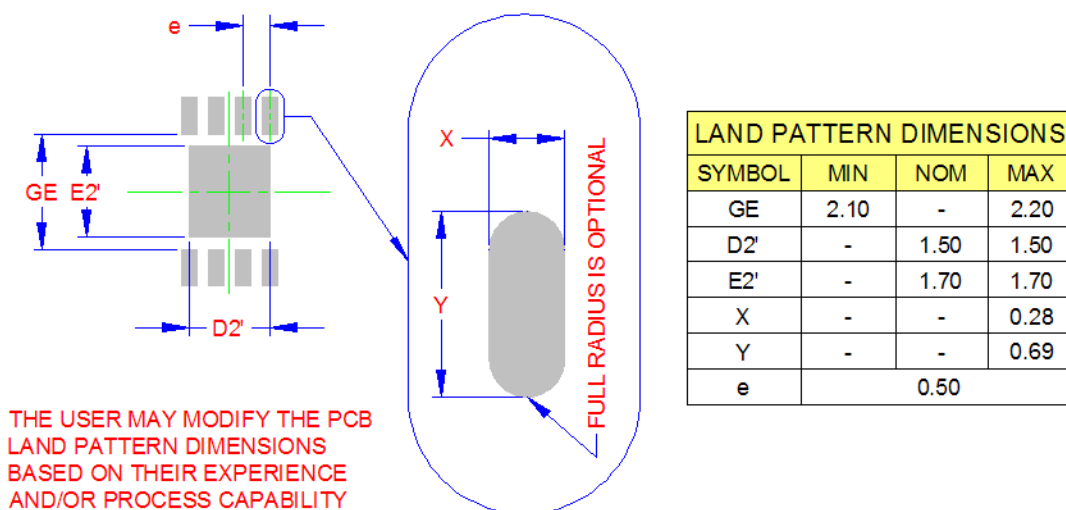 e
GE
E2'
D2'
X
Y
FULL RADIUS IS OPTIONAL
THE USER MAY MODIFY THE PCB
LAND PATTERN DIMENSIONS
BASED ON THEIR EXPERIENCE
AND/OR PROCESS CAPABILITY
LAND PATTERN DIMENSIONS
SYMBOL MIN NOM MAX
GE 2.10 - 2.20
D2' - 1.50 1.50
E2' - 1.70 1.70
X - - 0.28
Y - - 0.69
e 0.50